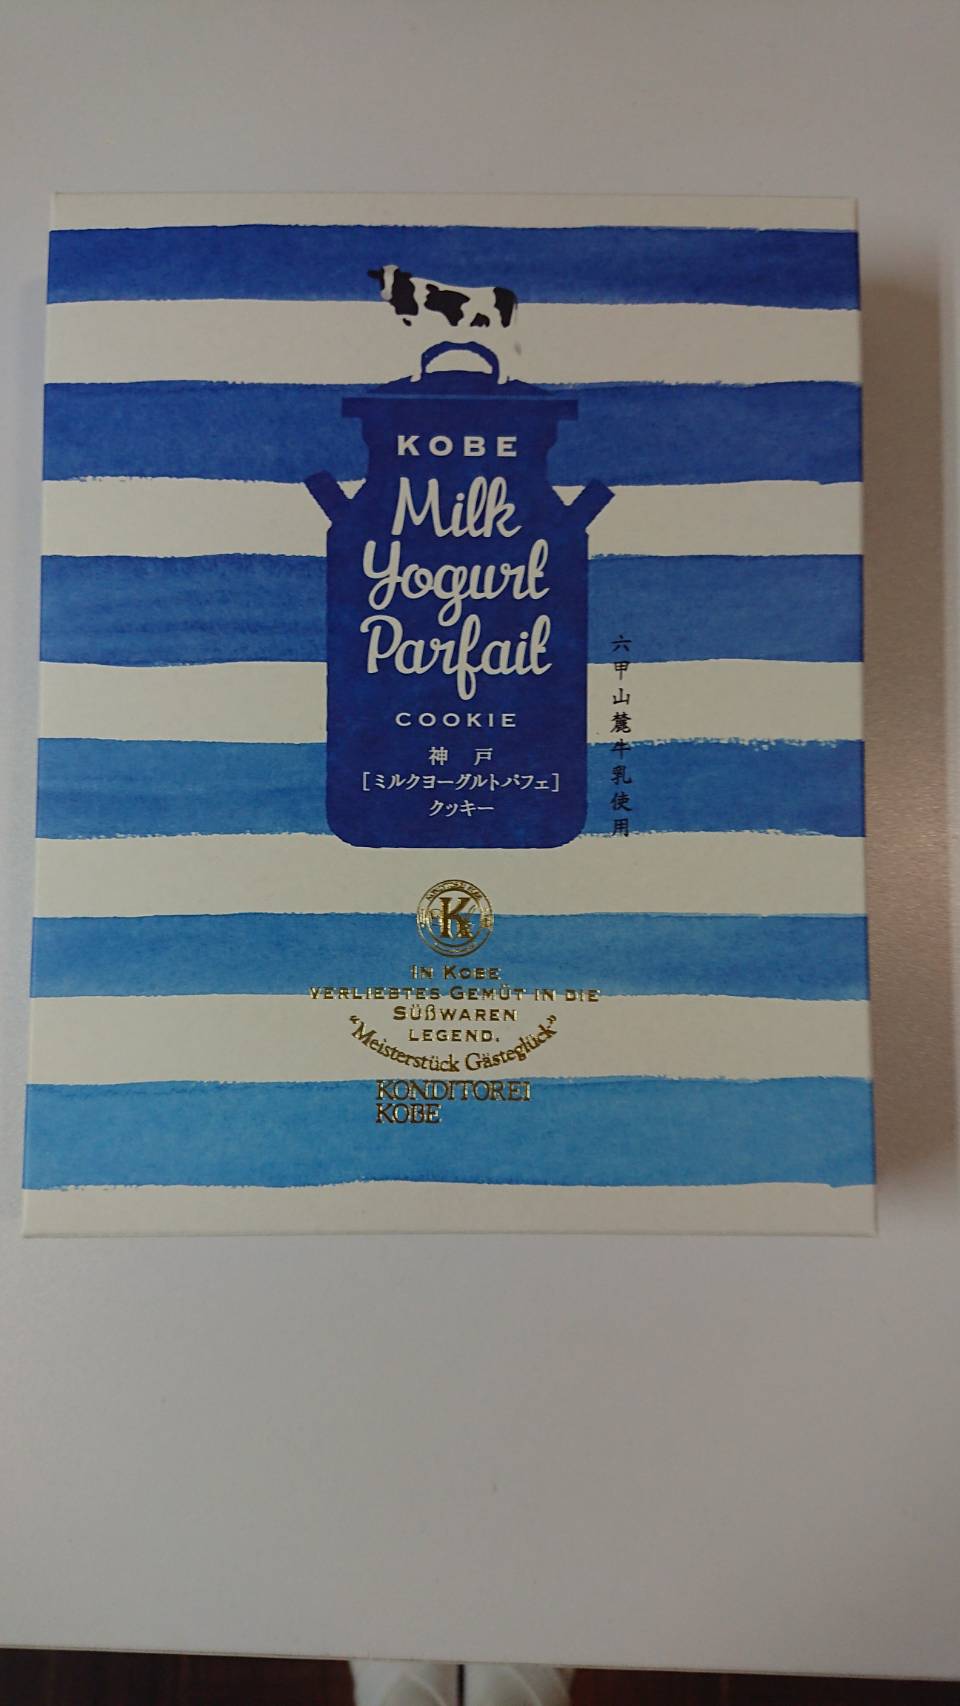 KOBE
Milk
Yogurt
Parfait
COOKIE
神戸
[ミルクヨーグルトパフェ]
クッキー
六甲山麓牛乳使用
K
IN KOBE
VERLIEBTES GEMÜT IN DIE
SÜßWAREN
LEGEND.
“Meisterstück Gästeglück”
KONDITOREI
KOBE